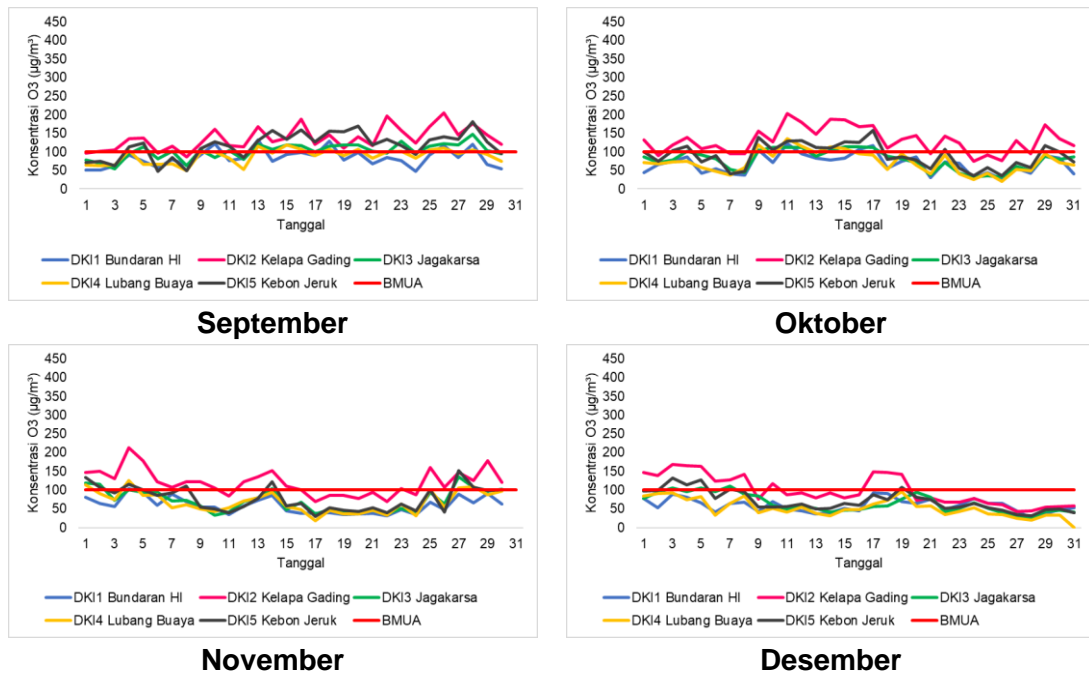 Konsentrasi O3 (µg/m³)
450
400
350
300
250
200
150
100
50
0
1 3 5 7 9 11 13 15 17 19 21 23 25 27 29 31
Tanggal
DKI1 Bundaran HI DKI2 Kelapa Gading DKI3 Jagakarsa
DKI4 Lubang Buaya DKI5 Kebon Jeruk BMUA
September
Konsentrasi O3 (µg/m³)
450
400
350
300
250
200
150
100
50
0
1 3 5 7 9 11 13 15 17 19 21 23 25 27 29 31
Tanggal
DKI1 Bundaran HI DKI2 Kelapa Gading DKI3 Jagakarsa
DKI4 Lubang Buaya DKI5 Kebon Jeruk BMUA
Oktober
Konsentrasi O3 (µg/m³)
450
400
350
300
250
200
150
100
50
0
1 3 5 7 9 11 13 15 17 19 21 23 25 27 29 31
Tanggal
DKI1 Bundaran HI DKI2 Kelapa Gading DKI3 Jagakarsa
DKI4 Lubang Buaya DKI5 Kebon Jeruk BMUA
November
Konsentrasi O3 (µg/m³)
450
400
350
300
250
200
150
100
50
0
1 3 5 7 9 11 13 15 17 19 21 23 25 27 29 31
Tanggal
DKI1 Bundaran HI DKI2 Kelapa Gading DKI3 Jagakarsa
DKI4 Lubang Buaya DKI5 Kebon Jeruk BMUA
Desember